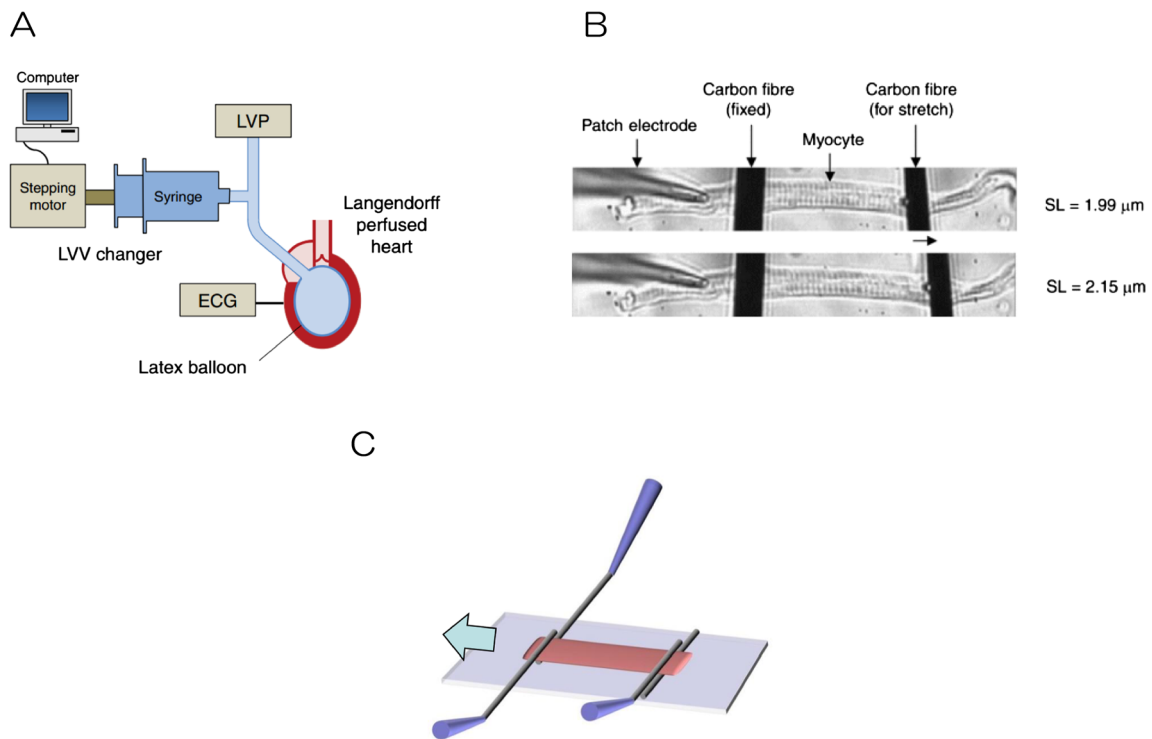 A
Computer
LVP
Stepping
motor
Syringe
LVV changer
Langendorff
perfused
heart
ECG
Latex balloon
B
Carbon fibre
(fixed)
Carbon fibre
(for stretch)
Patch electrode
Myocyte
SL = 1.99 μm
SL = 2.15 μm
C